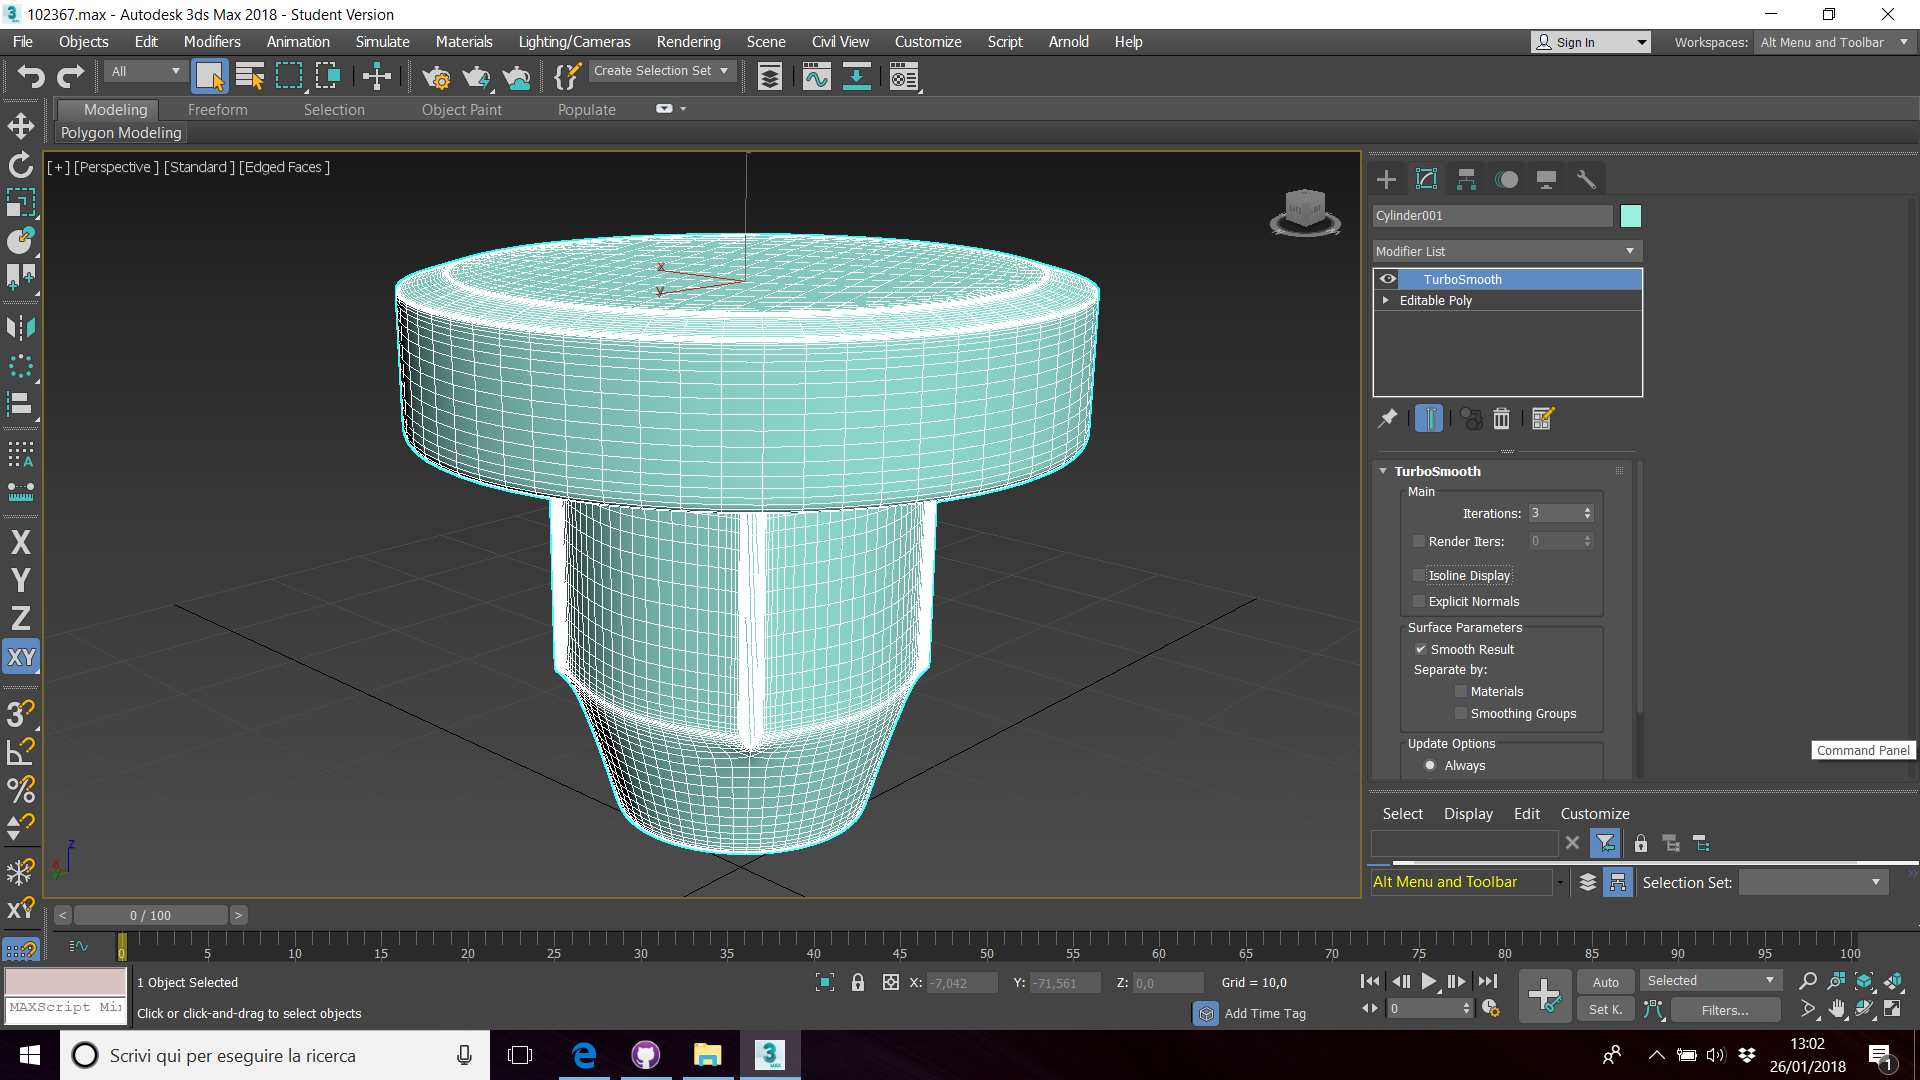 102367.max - Autodesk 3ds Max 2018 - Student Version
File Objects Edit Modifiers Animation Simulate Materials Lighting/Cameras Rendering Scene Civil View Customize Script Arnold Help
Sign In
Workspaces: Alt Menu and Toolbar
All
Create Selection Set
Modeling Freeform Selection Object Paint Populate
Polygon Modeling
[+] [Perspective ] [Standard ] [Edged Faces ]
Cylinder001
Modifier List
TurboSmooth
Editable Poly
x
y
TurboSmooth
Main
Iterations: 3
Render Iters: 0
Isoline Display
Explicit Normals
Surface Parameters
Smooth Result
Separate by:
Materials
Smoothing Groups
Update Options
Always
Command Panel
X
Y
Z
XY
3
%
XY
z
Select Display Edit Customize
Alt Menu and Toolbar
Selection Set:
< 0 / 100 >
0 5 10 15 20 25 30 35 40 45 50 55 60 65 70 75 80 85 90 95 100
1 Object Selected
X: -7,042 Y: -71,561 Z: 0,0 Grid = 10,0
Auto Selected
MAXScript Mi
Click or click-and-drag to select objects
Add Time Tag
0
Set K. Filters...
Scrivi qui per eseguire la ricerca
3
MAX
13:02
26/01/2018
1